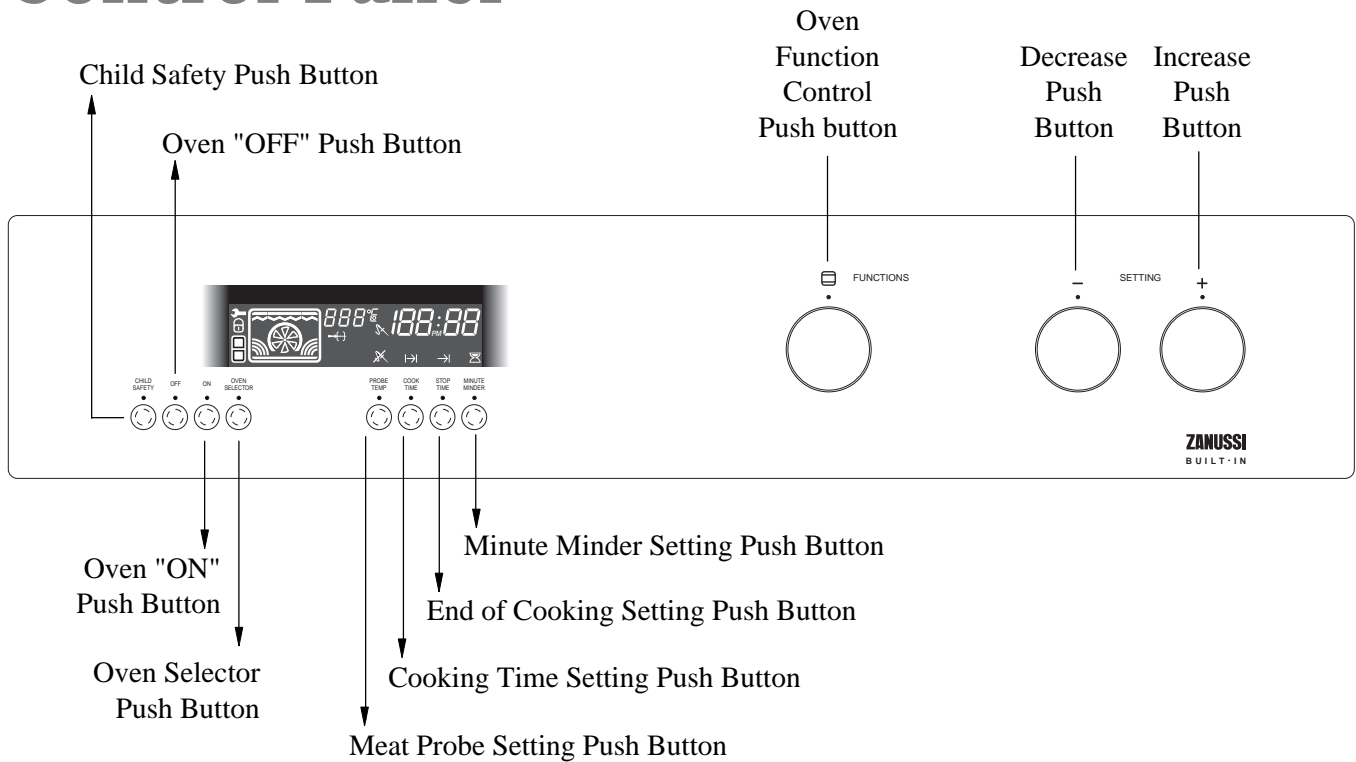 Control Panel
Oven
Function
Control
Push button
Decrease
Push
Button
Increase
Push
Button
Child Safety Push Button
Oven "OFF" Push Button
FUNCTIONS
−
SETTING
+
888°C
188:88
PM
CHILD
SAFETY
OFF
ON
OVEN
SELECTOR
PROBE
TEMP
COOK
TIME
STOP
TIME
MINUTE
MINDER
ZANUSSI
BUILT·IN
Oven "ON"
Push Button
Oven Selector
Push Button
Minute Minder Setting Push Button
End of Cooking Setting Push Button
Cooking Time Setting Push Button
Meat Probe Setting Push Button